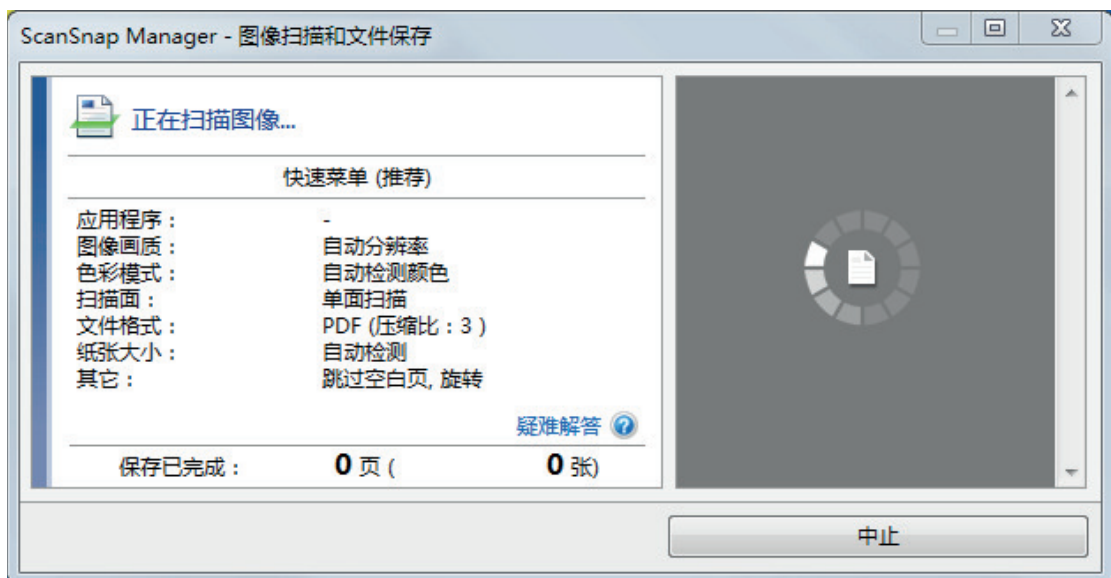 ScanSnap Manager - 图像扫描和文件保存
正在扫描图像...
快速菜单 (推荐)
应用程序： -
图像画质： 自动分辨率
色彩模式： 自动检测颜色
扫描面： 单面扫描
文件格式： PDF (压缩比：3 )
纸张大小： 自动检测
其它： 跳过空白页, 旋转
疑难解答
保存已完成： 0 页 ( 0 张)
中止